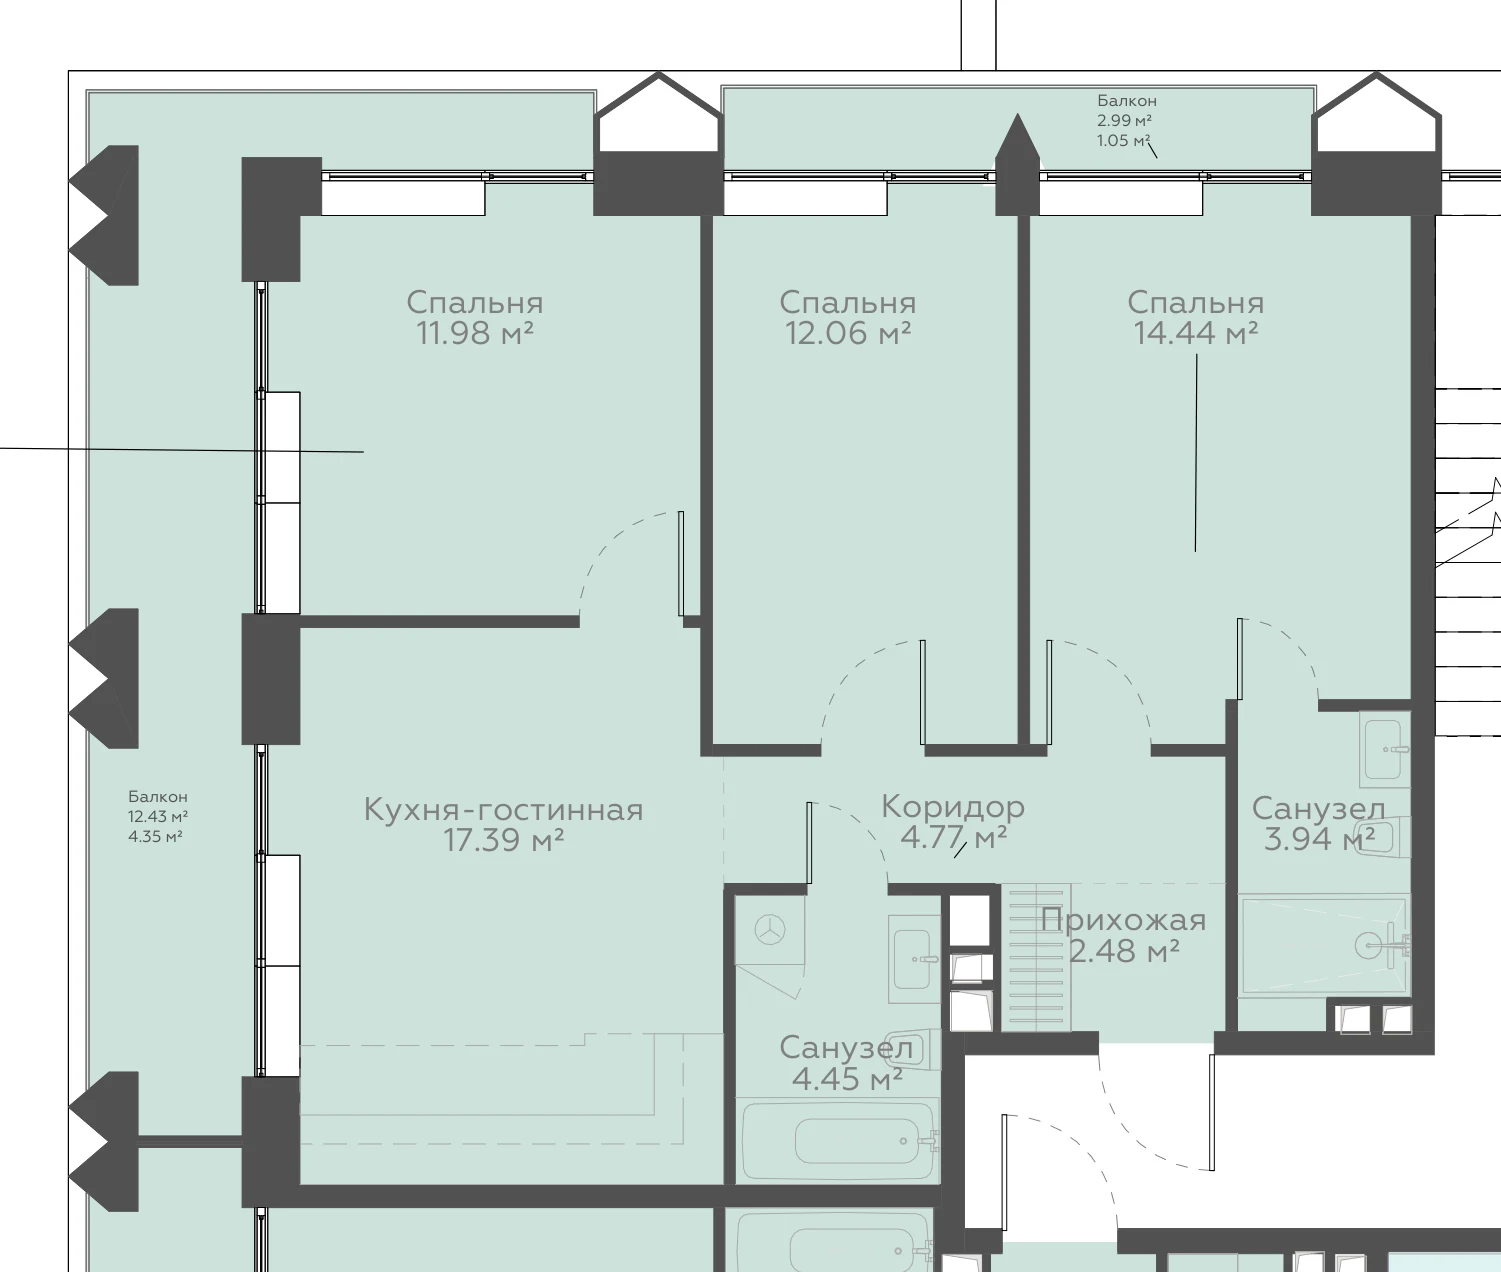 Балкон
2.99 м²
1.05 м²
Спальня
11.98 м²
Спальня
12.06 м²
Спальня
14.44 м²
Балкон
12.43 м²
4.35 м²
Кухня-гостинная
17.39 м²
Коридор
4.77 м²
Санузел
3.94 м²
Прихожая
2.48 м²
Санузел
4.45 м²